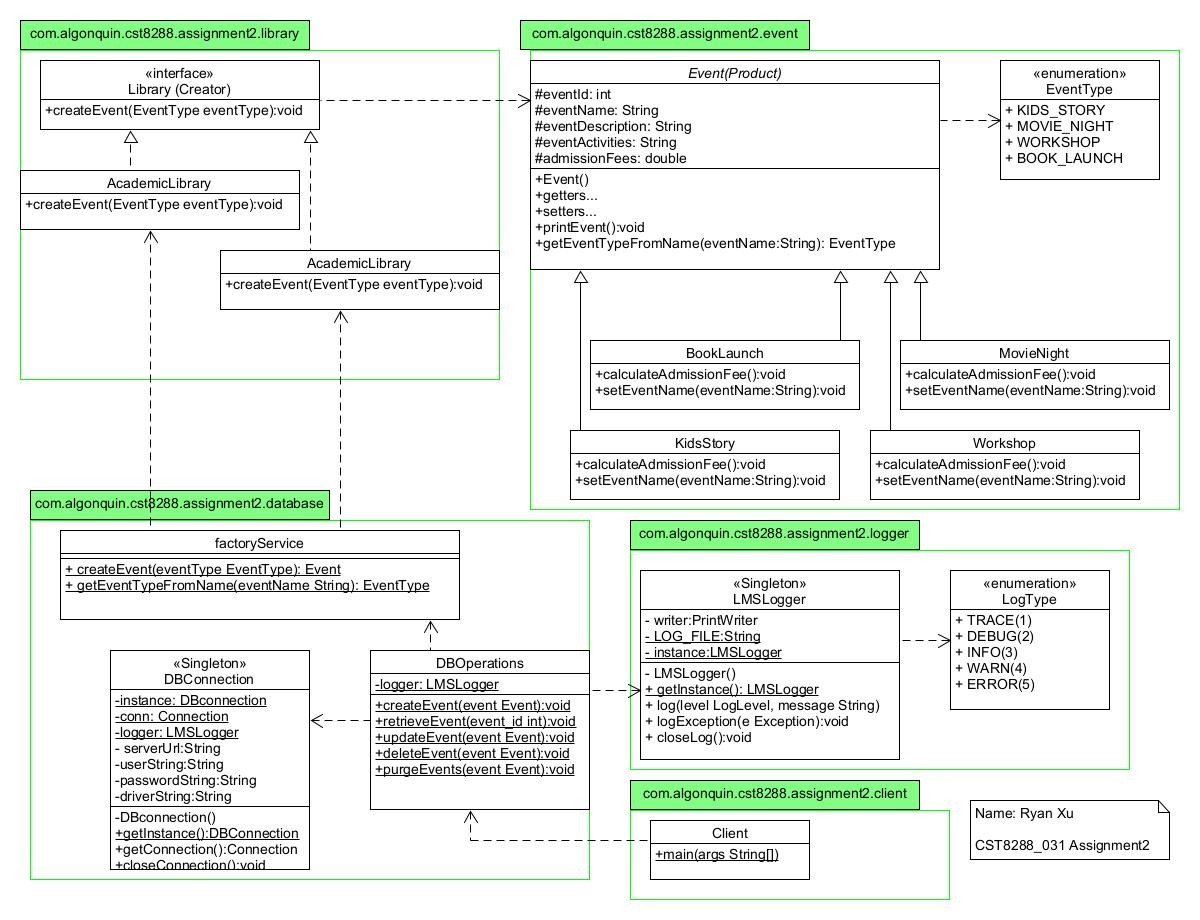 com.algonquin.cst8288.assignment2.library
«interface»
Library (Creator)
+createEvent(EventType eventType):void
AcademicLibrary
+createEvent(EventType eventType):void
AcademicLibrary
+createEvent(EventType eventType):void
com.algonquin.cst8288.assignment2.event
Event(Product)
#eventId: int
#eventName: String
#eventDescription: String
#eventActivities: String
#admissionFees: double
+Event()
+getters...
+setters...
+printEvent():void
+getEventTypeFromName(eventName:String): EventType
«enumeration»
EventType
+ KIDS_STORY
+ MOVIE_NIGHT
+ WORKSHOP
+ BOOK_LAUNCH
BookLaunch
+calculateAdmissionFee():void
+setEventName(eventName:String):void
MovieNight
+calculateAdmissionFee():void
+setEventName(eventName:String):void
KidsStory
+calculateAdmissionFee():void
+setEventName(eventName:String):void
Workshop
+calculateAdmissionFee():void
+setEventName(eventName:String):void
com.algonquin.cst8288.assignment2.database
factoryService
+ createEvent(eventType EventType): Event
+ getEventTypeFromName(eventName String): EventType
«Singleton»
DBConnection
-instance: DBconnection
-conn: Connection
-logger: LMSLogger
- serverUrl:String
-userString:String
-passwordString:String
-driverString:String
-DBconnection()
+getInstance():DBConnection
+getConnection():Connection
+closeConnection():void
DBOperations
-logger: LMSLogger
+createEvent(event Event):void
+retrieveEvent(event_id int):void
+updateEvent(event Event):void
+deleteEvent(event Event):void
+purgeEvents(event Event):void
com.algonquin.cst8288.assignment2.logger
«Singleton»
LMSLogger
- writer:PrintWriter
- LOG_FILE:String
- instance:LMSLogger
- LMSLogger()
+ getInstance(): LMSLogger
+ log(level LogLevel, message String)
+ logException(e Exception):void
+ closeLog():void
«enumeration»
LogType
+ TRACE(1)
+ DEBUG(2)
+ INFO(3)
+ WARN(4)
+ ERROR(5)
com.algonquin.cst8288.assignment2.client
Client
+main(args String[])
Name: Ryan Xu
CST8288_031 Assignment2